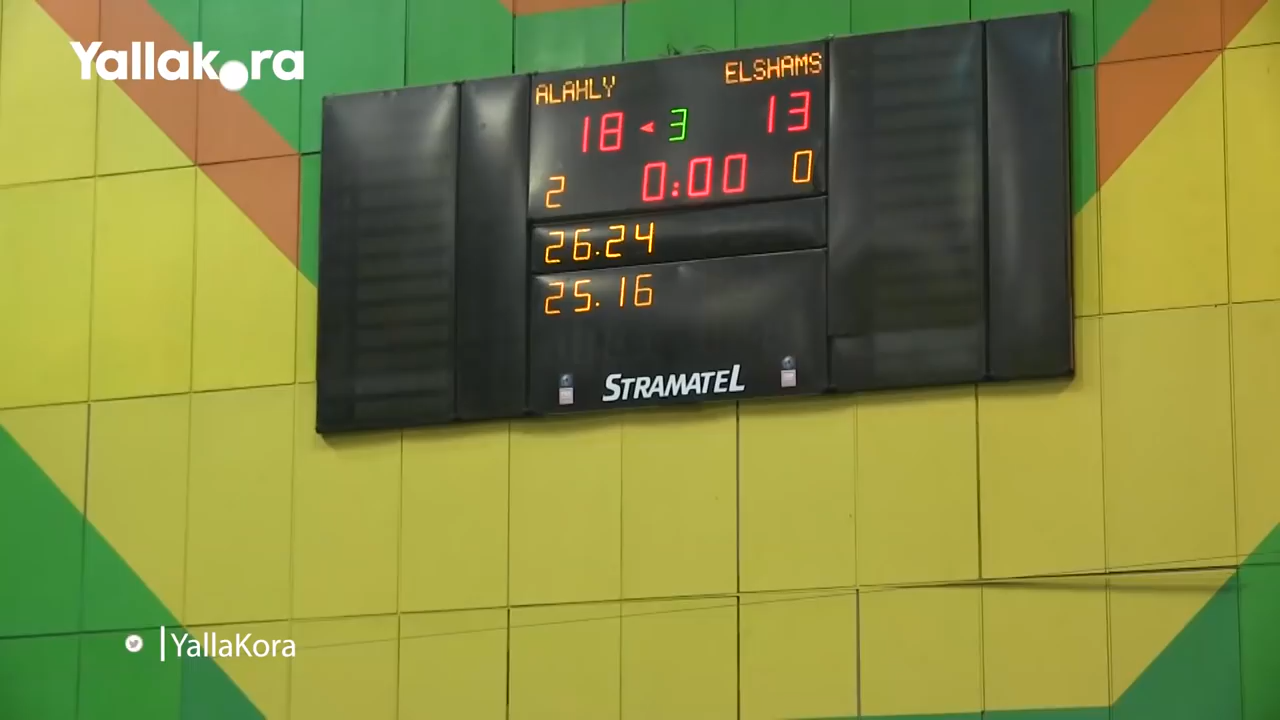 Yallakora
ALAHLY ELSHAMS
18 3 13
2 0:00 0
26.24
25.16
STRAMATEL
YallaKora